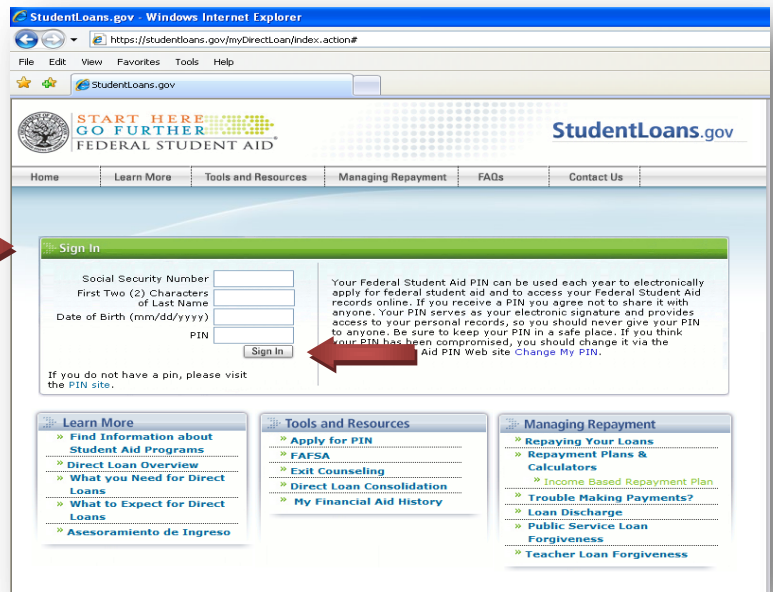 StudentLoans.gov - Windows Internet Explorer
https://studentloans.gov/myDirectLoan/index.action#
File Edit View Favorites Tools Help
StudentLoans.gov
START HERE
GO FURTHER
FEDERAL STUDENT AID
StudentLoans.gov
Home Learn More Tools and Resources Managing Repayment FAQs Contact Us
Sign In
Social Security Number
First Two (2) Characters
of Last Name
Date of Birth (mm/dd/yyyy)
PIN
Sign In
If you do not have a pin, please visit
the PIN site.
Your Federal Student Aid PIN can be used each year to electronically
apply for federal student aid and to access your Federal Student Aid
records online. If you receive a PIN you agree not to share it with
anyone. Your PIN serves as your electronic signature and provides
access to your personal records, so you should never give your PIN
to anyone. Be sure to keep your PIN in a safe place. If you think
your PIN has been compromised, you should change it via the
Aid PIN Web site Change My PIN.
Learn More
» Find Information about
Student Aid Programs
» Direct Loan Overview
» What you Need for Direct
Loans
» What to Expect for Direct
Loans
» Asesoramiento de Ingreso
Tools and Resources
» Apply for PIN
» FAFSA
» Exit Counseling
» Direct Loan Consolidation
» My Financial Aid History
Managing Repayment
» Repaying Your Loans
» Repayment Plans &
Calculators
» Income Based Repayment Plan
» Trouble Making Payments?
» Loan Discharge
» Public Service Loan
Forgiveness
» Teacher Loan Forgiveness